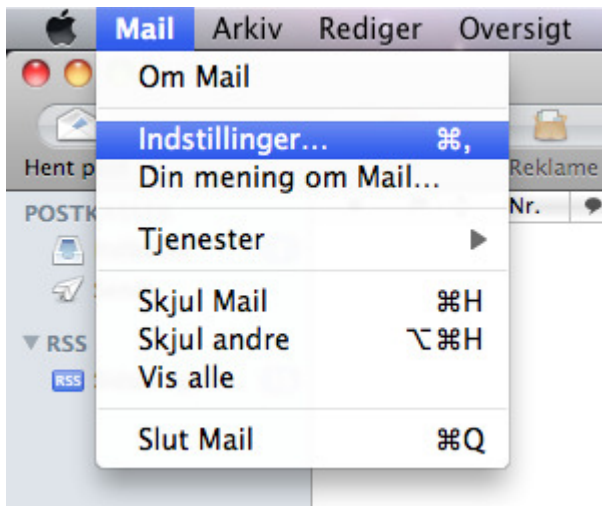 Mail Arkiv Rediger Oversigt
Om Mail
Indstillinger... ⌘,
Hent p Reklame
Din mening om Mail...
POSTK Nr.
Tjenester ▶
Skjul Mail ⌘H
RSS Skjul andre ⌥⌘H
RSS Vis alle
Slut Mail ⌘Q